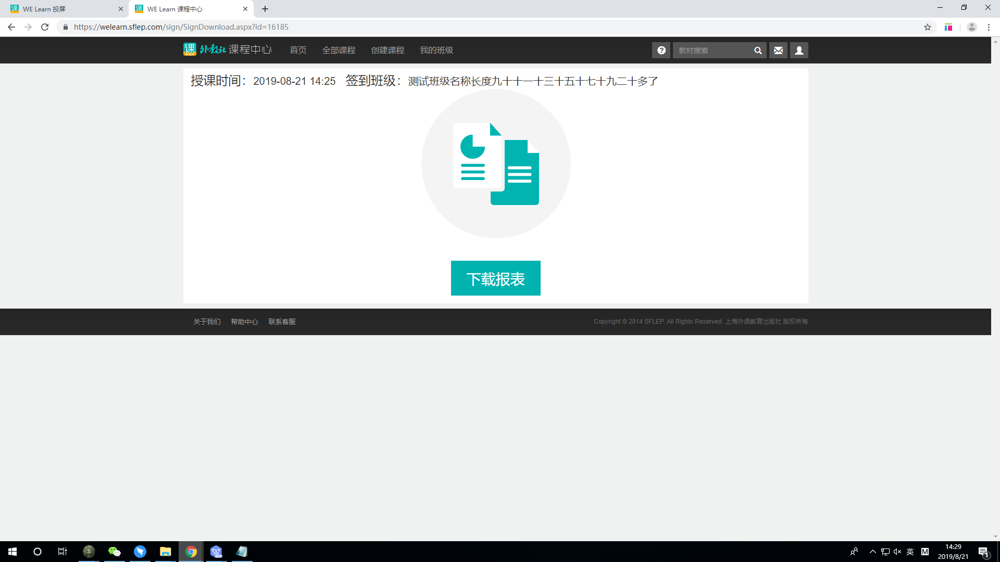 WE Learn 投屏
WE Learn 课程中心
https://welearn.sflep.com/sign/SignDownload.aspx?id=16185
课 外教社 课程中心 首页 全部课程 创建课程 我的班级 教材搜索
授课时间：2019-08-21 14:25 签到班级：测试班级名称长度九十十一十三十五十七十九二十多了
下载报表
关于我们 帮助中心 联系客服 Copyright © 2014 SFLEP. All Rights Reserved. 上海外语教育出版社 版权所有
英 M 14:29
2019/8/21 1